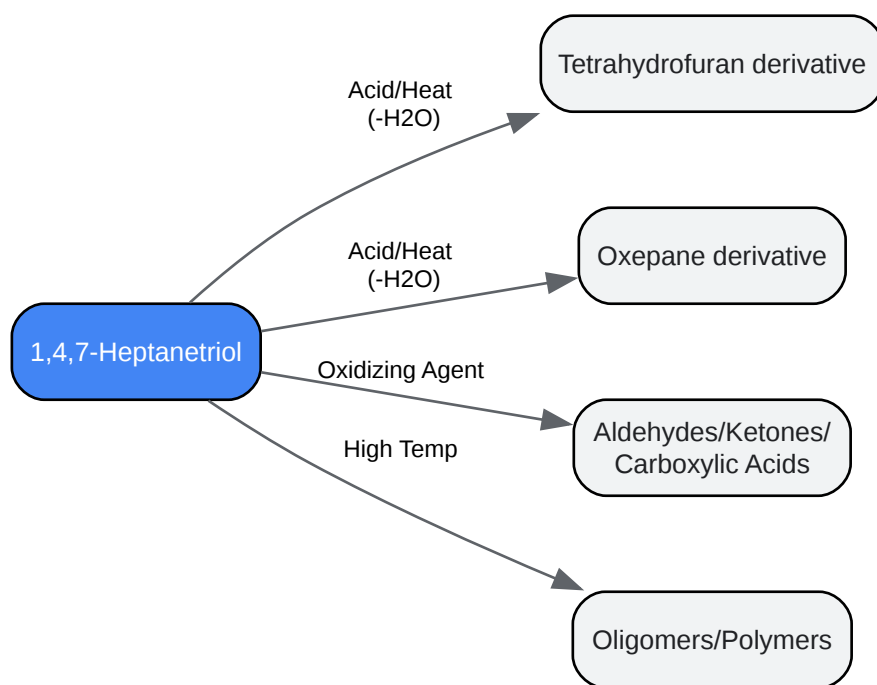 Tetrahydrofuran derivative
Acid/Heat
(-H2O)
Acid/Heat
(-H2O)
Oxepane derivative
1,4,7-Heptanetriol
Oxidizing Agent
Aldehydes/Ketones/
Carboxylic Acids
High Temp
Oligomers/Polymers